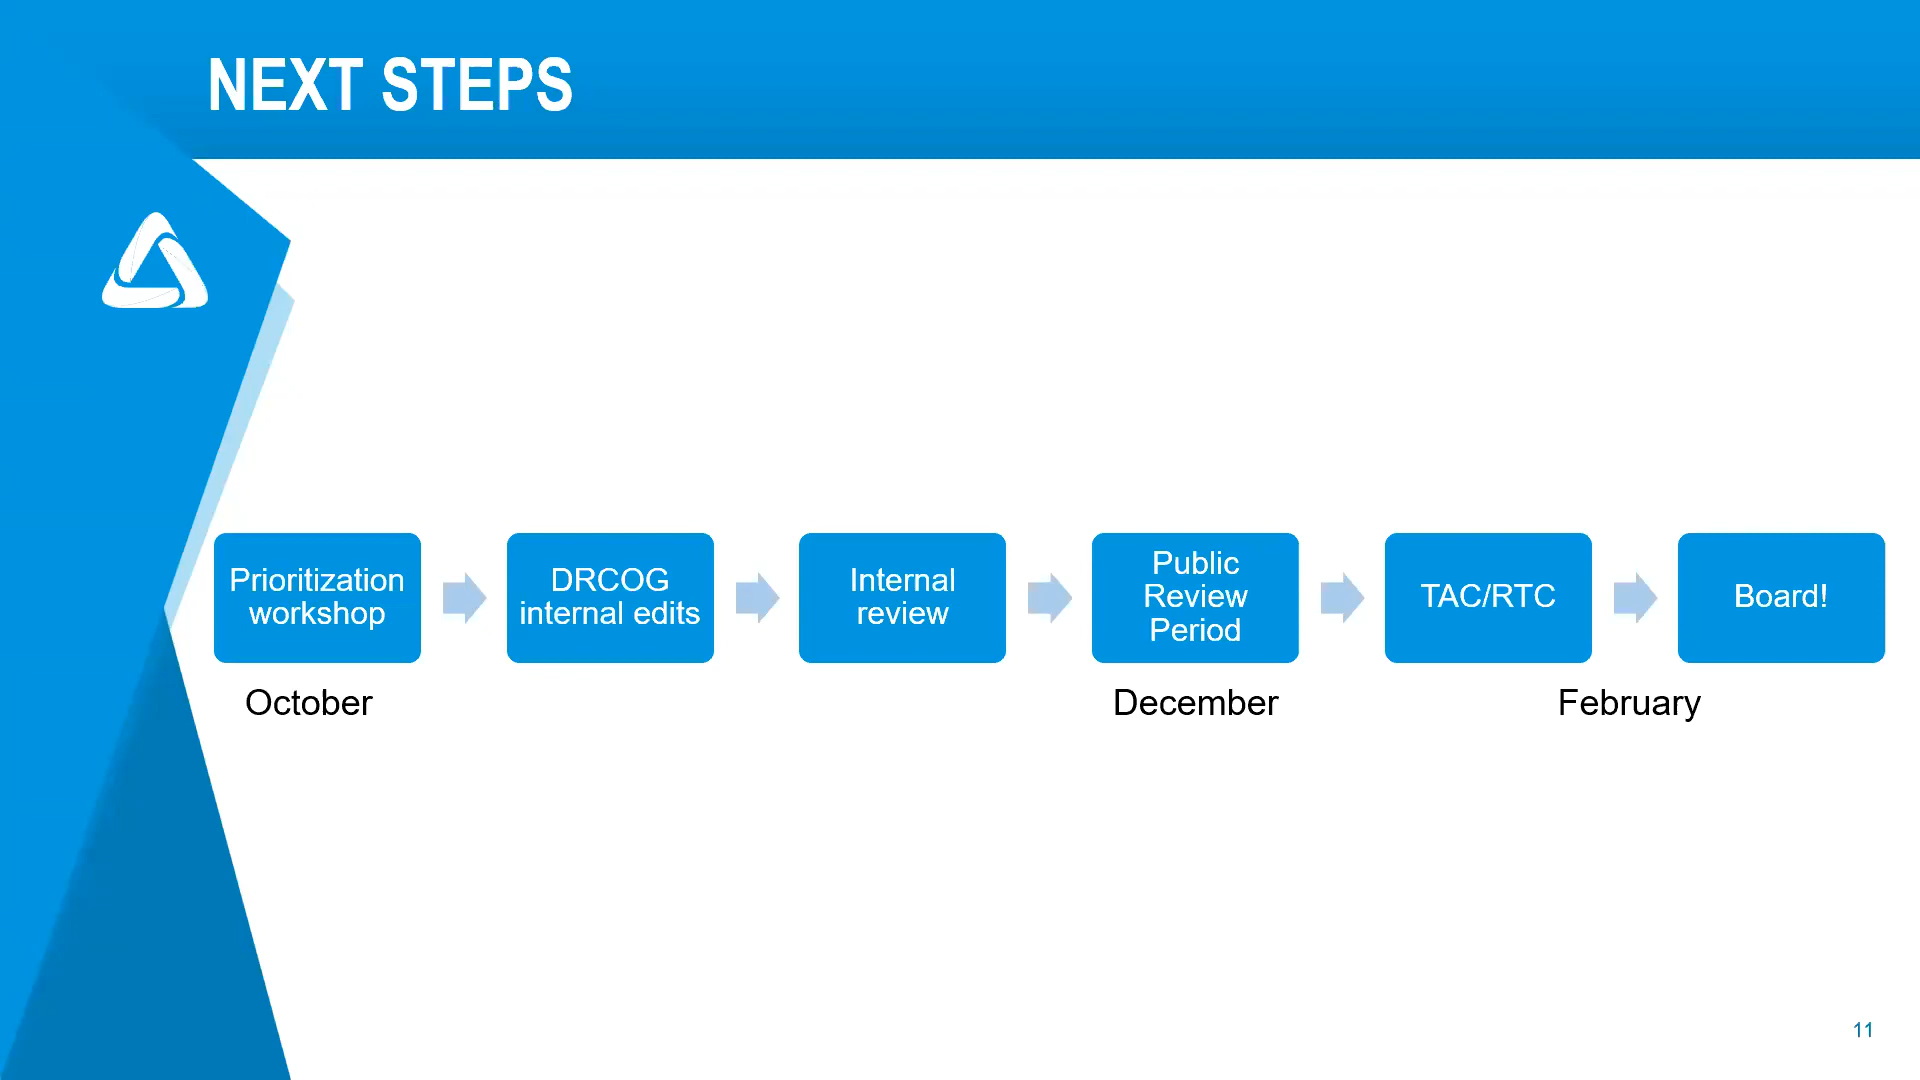 NEXT STEPS
Prioritization
workshop
DRCOG
internal edits
Internal
review
Public
Review
Period
TAC/RTC
Board!
October
December
February
11